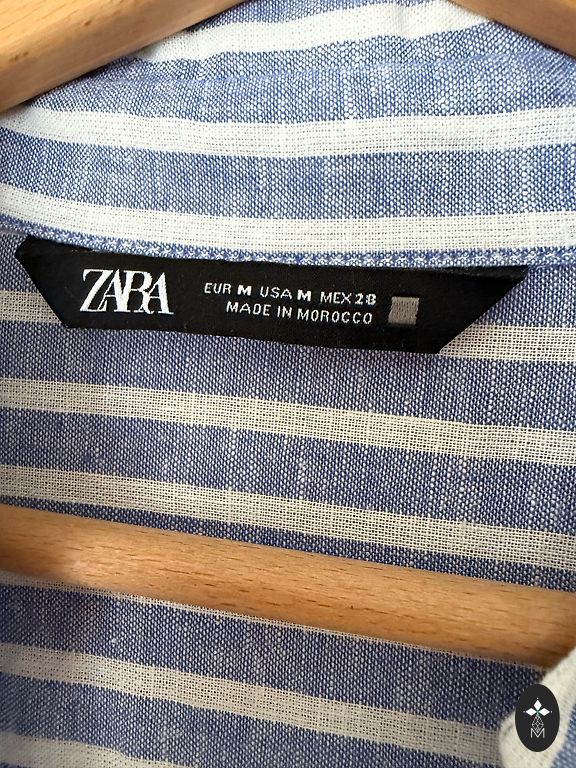 ZARA
EUR M USA M MEX 28
MADE IN MOROCCO
M